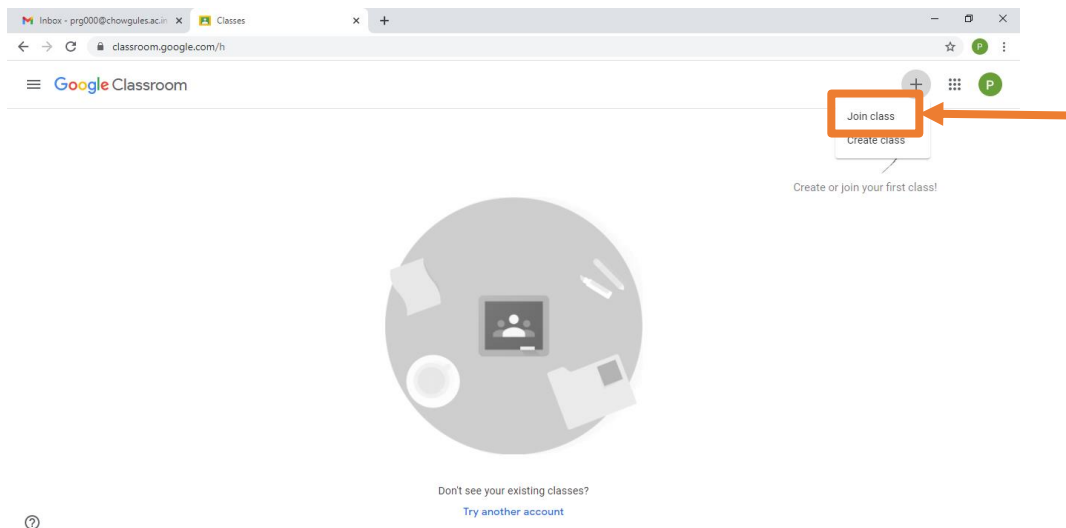 Inbox - prg000@chowgules.ac.in
Classes
classroom.google.com/h
P
Google Classroom
P
Join class
Create class
Create or join your first class!
Don't see your existing classes?
Try another account